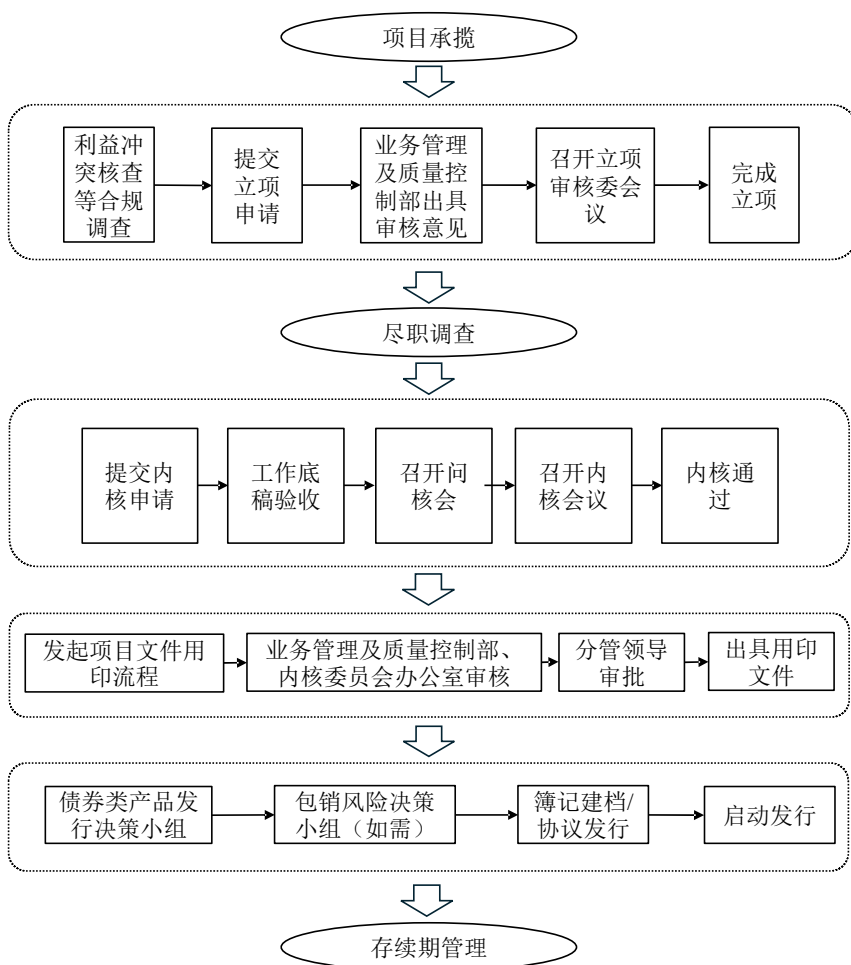 项目承揽
利益冲
突核查
等合规
调查
提交
立项
申请
业务管理
及质量控
制部出具
审核意见
召开立项
审核委会
议
完成
立项
尽职调查
提交内
核申请
工作底
稿验收
召开问
核会
召开内
核会议
内核通
过
发起项目文件用
印流程
业务管理及质量控制部、
内核委员会办公室审核
分管领导
审批
出具用印
文件
债券类产品发
行决策小组
包销风险决策
小组（如需）
簿记建档/
协议发行
启动发行
存续期管理